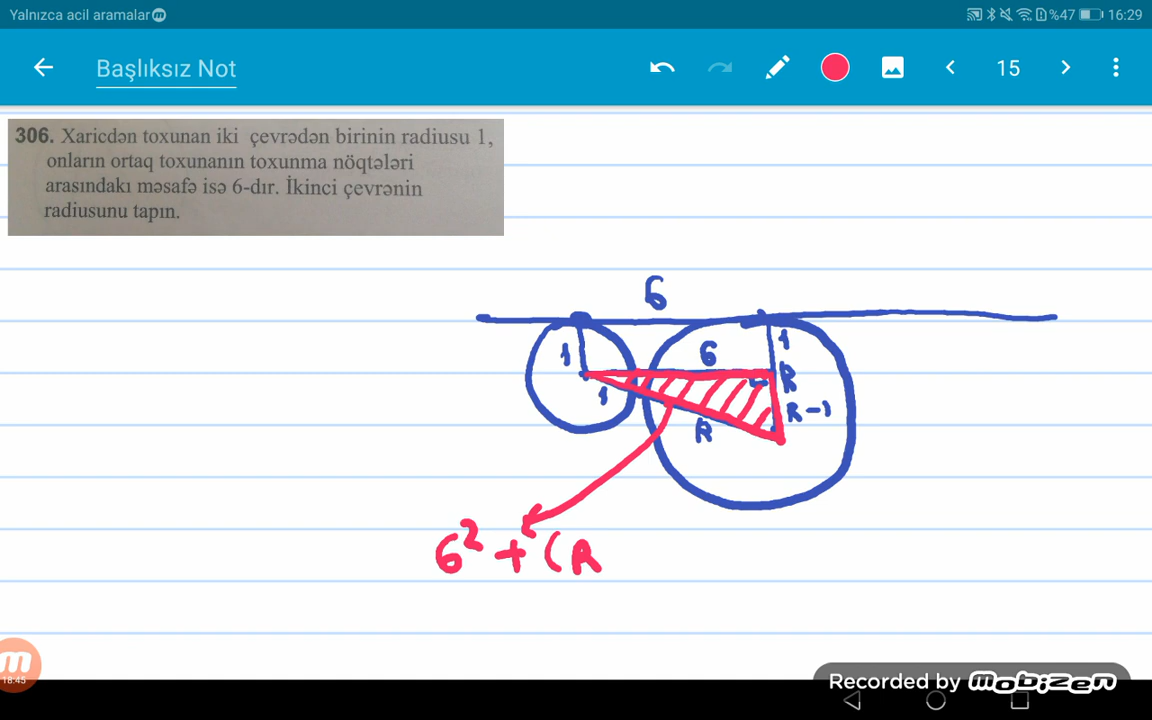 Yalnızca acil aramalar m %47 16:29
Başlıksız Not 15
306. Xaricdən toxunan iki çevrədən birinin radiusu 1,
onların ortaq toxunanın toxunma nöqtələri
arasındakı məsafə isə 6-dır. İkinci çevrənin
radiusunu tapın.
6
1 6 1
R
1 R-1
R
6² + (R
m
18:45
Recorded by mobizen